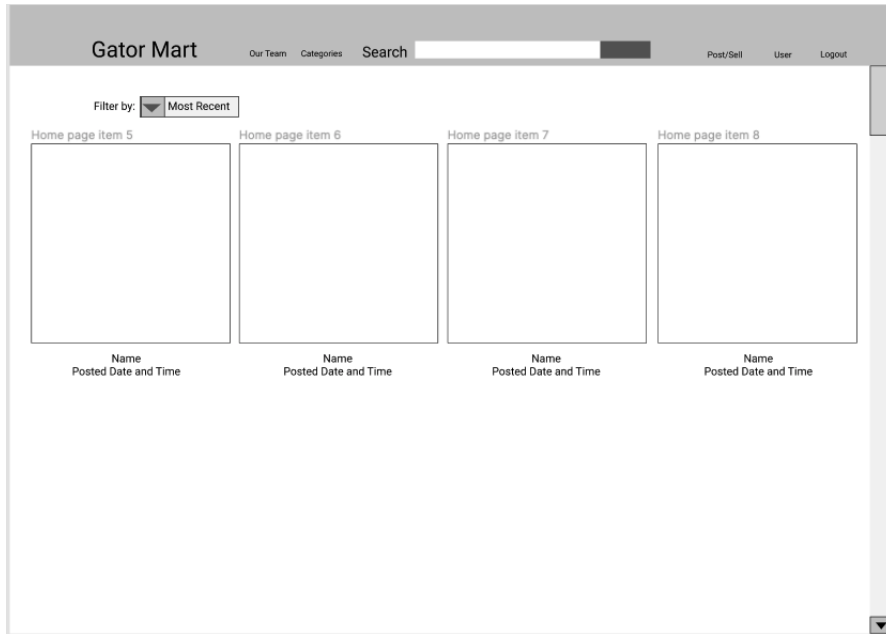 Gator Mart Our Team Categories Search Post/Sell User Logout
Filter by: Most Recent
Home page item 5 Home page item 6 Home page item 7 Home page item 8
Name Name Name Name
Posted Date and Time Posted Date and Time Posted Date and Time Posted Date and Time